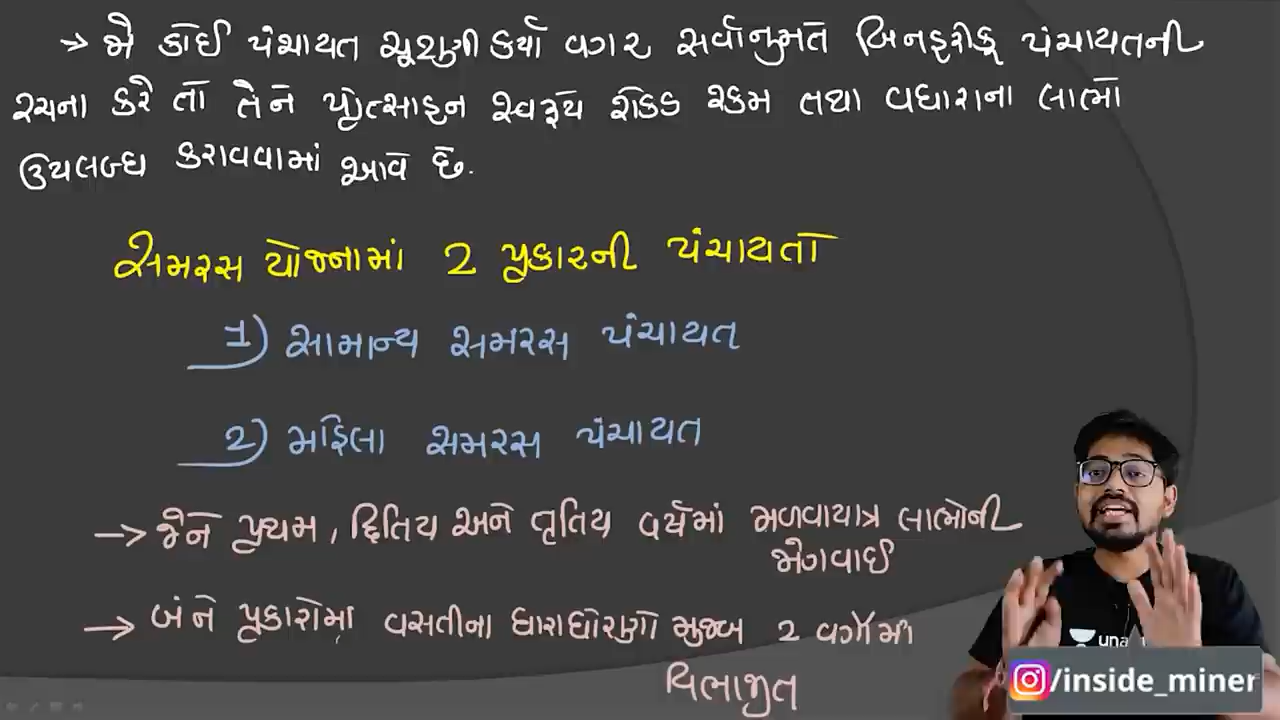 → જો કોઈ પંચાયત ચૂંટણી કર્યા વગર સર્વાનુમતે બિનહરીફ પંચાયતની
રચના કરે તો તેને પ્રોત્સાહન સ્વરૂપે રોકડ રકમ તથા વધારાના લાભો
ઉપલબ્ધ કરાવવામાં આવે છે.
સમરસ યોજનામાં 2 પ્રકારની પંચાયતો
1) સામાન્ય સમરસ પંચાયત
2) મહિલા સમરસ પંચાયત
→ જેને પ્રથમ, દ્વિતિય અને તૃતિય વર્ષમાં મળવાપાત્ર લાભોની
જોગવાઈ
→ બંને પ્રકારોમાં વસતીના ધારાધોરણો મુજબ 2 વર્ગોમાં
વિભાજીત
una
/inside_miner